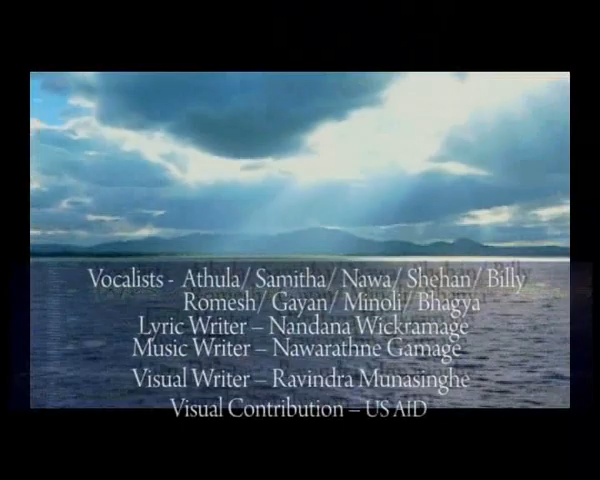 Vocalists - Athula/ Samitha/ Nawa/ Shehan/ Billy
Romesh/ Gayan/ Minoli/ Bhagya
Lyric Writer – Nandana Wickramage
Music Writer – Nawarathne Gamage
Visual Writer – Ravindra Munasinghe
Visual Contribution – US AID